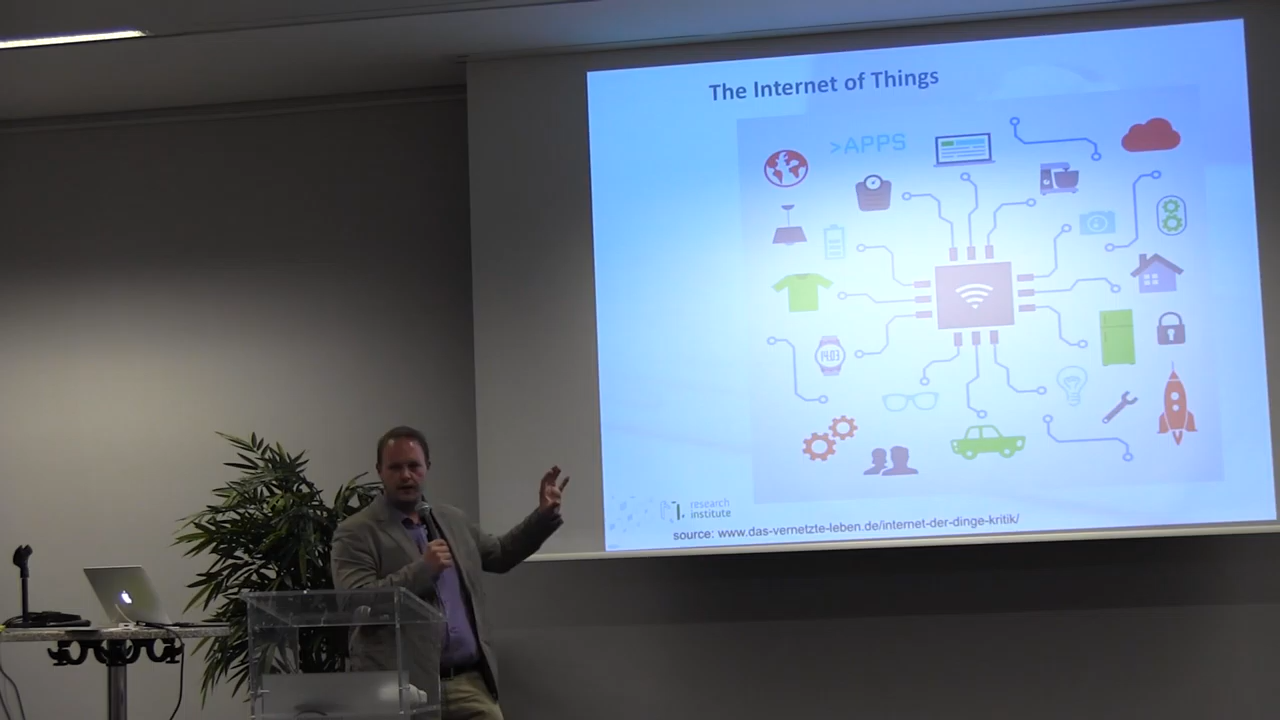 The Internet of Things
>APPS
14:03
research
institute
source: www.das-vernetzte-leben.de/internet-der-dinge-kritik/